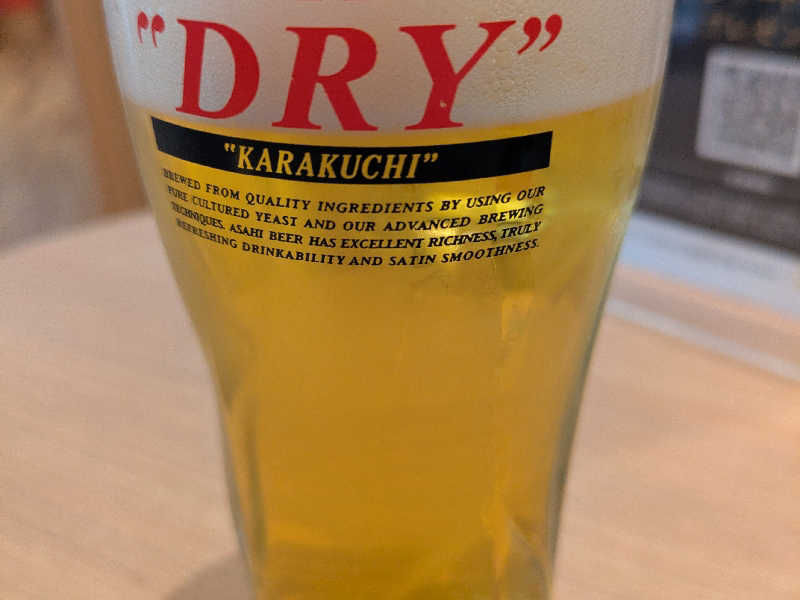 "DRY"
"KARAKUCHI"
BREWED FROM QUALITY INGREDIENTS BY USING OUR
PURE CULTURED YEAST AND OUR ADVANCED BREWING
TECHNIQUES. ASAHI BEER HAS EXCELLENT RICHNESS, TRULY
REFRESHING DRINKABILITY AND SATIN SMOOTHNESS.